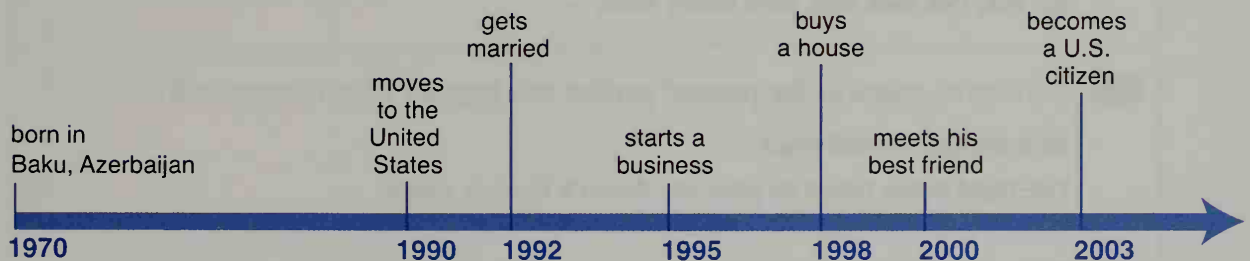 born in
Baku, Azerbaijan
moves
to the
United
States
gets
married
starts a
business
buys
a house
meets his
best friend
becomes
a U.S.
citizen
1970
1990
1992
1995
1998
2000
2003